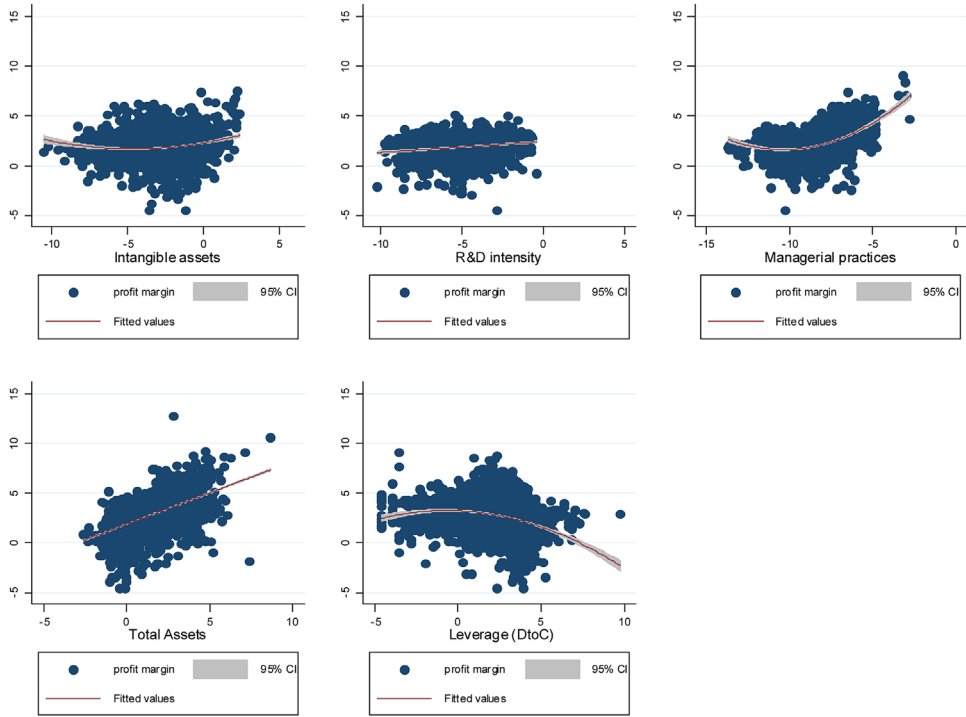 15
10
5
0
-5
-10 -5 0 5
Intangible assets
profit margin 95% CI
Fitted values
15
10
5
0
-5
-10 -5 0 5
R&D intensity
profit margin 95% CI
Fitted values
15
10
5
0
-5
-15 -10 -5 0
Managerial practices
profit margin 95% CI
Fitted values
15
10
5
0
-5
-5 0 5 10
Total Assets
profit margin 95% CI
Fitted values
15
10
5
0
-5
-5 0 5 10
Leverage (DtoC)
profit margin 95% CI
Fitted values